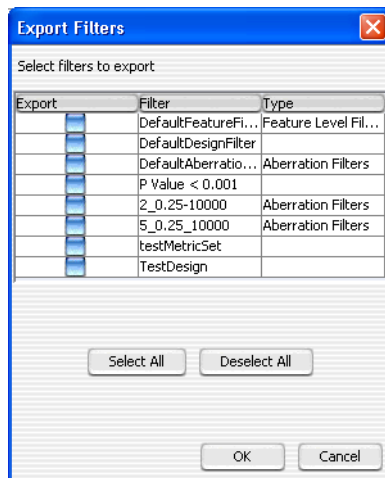 Export Filters
Select filters to export
Export Filter Type
DefaultFeatureFi... Feature Level Fil...
DefaultDesignFilter
DefaultAberratio... Aberration Filters
P Value < 0.001
2_0.25-10000 Aberration Filters
5_0.25_10000 Aberration Filters
testMetricSet
TestDesign
Select All Deselect All
OK Cancel